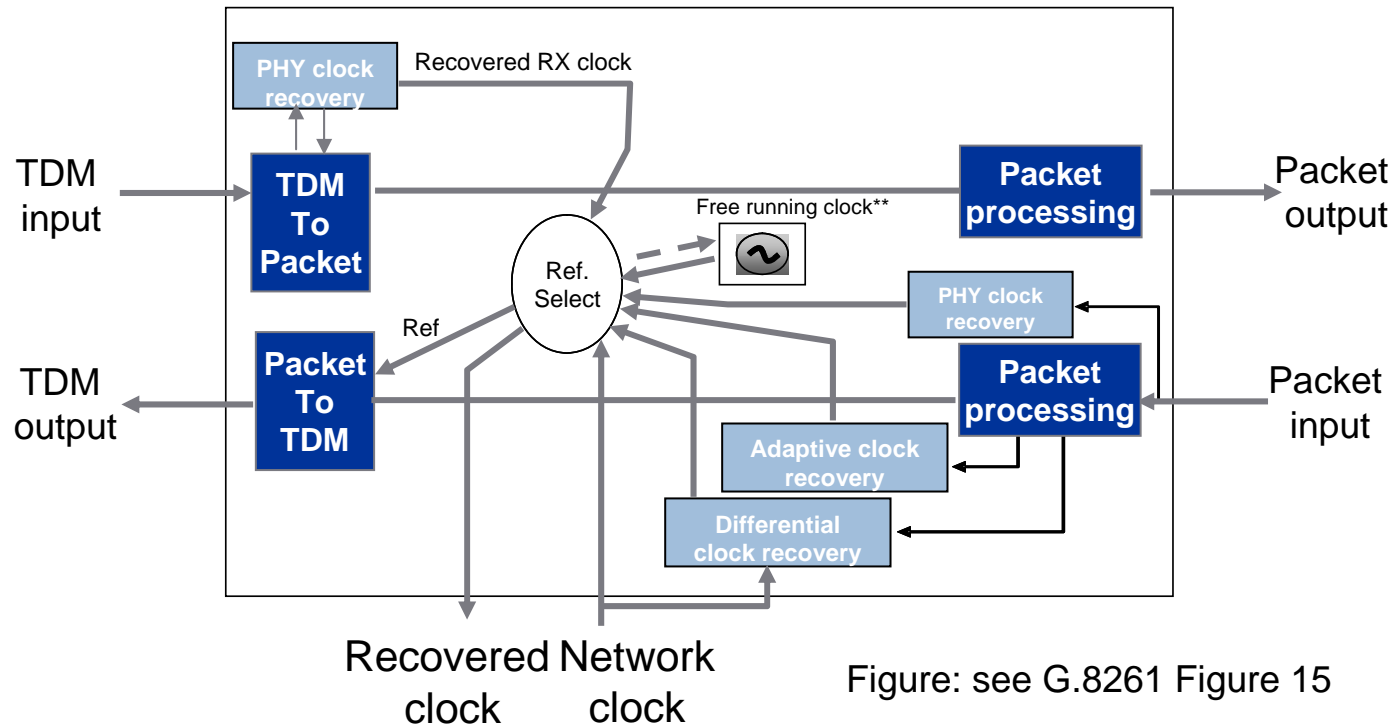 PHY clock
recovery
Recovered RX clock
TDM
input
TDM
To
Packet
Packet
processing
Packet
output
Free running clock**
Ref.
Select
PHY clock
recovery
Ref
TDM
output
Packet
To
TDM
Packet
processing
Packet
input
Adaptive clock
recovery
Differential
clock recovery
Recovered
clock
Network
clock
Figure: see G.8261 Figure 15